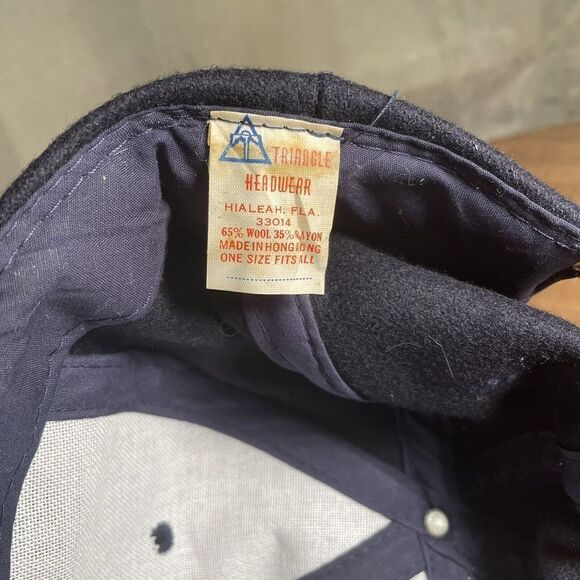 TRIANGLE
HEADWEAR
HIALEAH, FLA.
33014
65% WOOL 35% RAYON
MADE IN HONG KONG
ONE SIZE FITS ALL